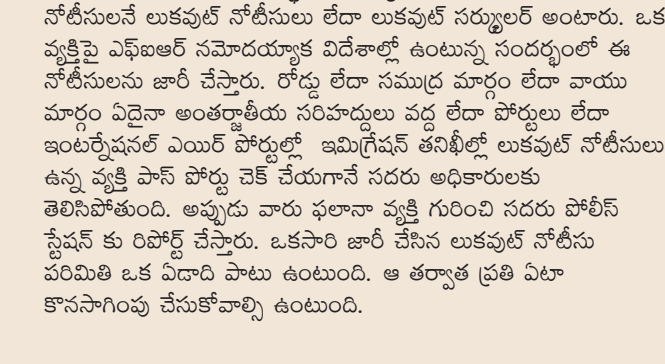 నోటీసులనే లుకవుట్ నోటీసులు లేదా లుకవుట్ సర్క్యులర్ అంటారు. ఒక
వ్యక్తిపై ఎఫ్ఐఆర్ నమోదయ్యాక విదేశాల్లో ఉంటున్న సందర్భంలో ఈ
నోటీసులను జారీ చేస్తారు. రోడ్డు లేదా సముద్ర మార్గం లేదా వాయు
మార్గం ఏదైనా అంతర్జాతీయ సరిహద్దులు వద్ద లేదా పోర్టులు లేదా
ఇంటర్నేషనల్ ఎయిర్ పోర్టుల్లో ఇమిగ్రేషన్ తనిఖీల్లో లుకవుట్ నోటీసులు
ఉన్న వ్యక్తి పాస్ పోర్టు చెక్ చేయగానే సదరు అధికారులకు
తెలిసిపోతుంది. అప్పుడు వారు ఫలానా వ్యక్తి గురించి సదరు పోలీస్
స్టేషన్ కు రిపోర్ట్ చేస్తారు. ఒకసారి జారీ చేసిన లుకవుట్ నోటీసు
పరిమితి ఒక ఏడాది పాటు ఉంటుంది. ఆ తర్వాత ప్రతి ఏటా
కొనసాగింపు చేసుకోవాల్సి ఉంటుంది.